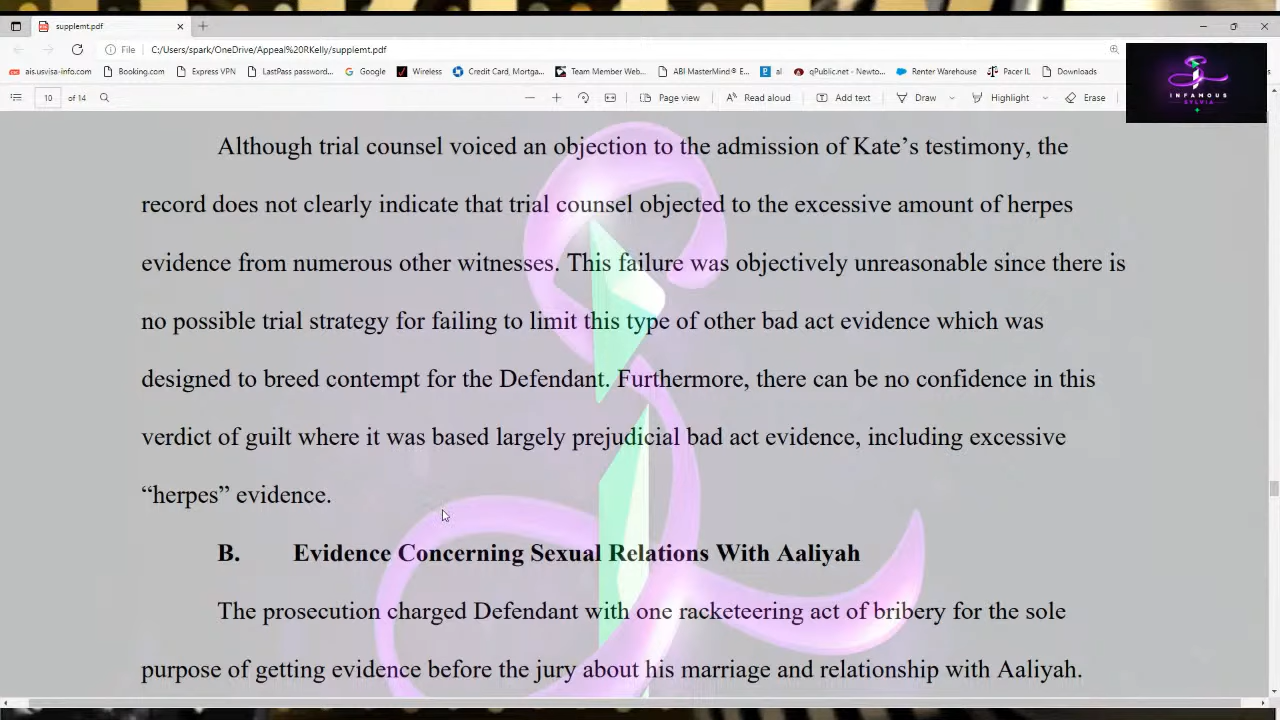 supplemt.pdf
File
C:/Users/spark/OneDrive/Appeal%20RKelly/supplemt.pdf
ais.usvisa-info.com
Booking.com
Express VPN
LastPass password...
Google
Wireless
Credit Card, Mortga...
Team Member Web...
ABI MasterMind® E...
al
qPublic.net - Newto...
Renter Warehouse
Pacer IL
Downloads
10 of 14
Page view
Read aloud
Add text
Draw
Highlight
Erase
INFAMOUS
SYLVIA
Although trial counsel voiced an objection to the admission of Kate’s testimony, the
record does not clearly indicate that trial counsel objected to the excessive amount of herpes
evidence from numerous other witnesses. This failure was objectively unreasonable since there is
no possible trial strategy for failing to limit this type of other bad act evidence which was
designed to breed contempt for the Defendant. Furthermore, there can be no confidence in this
verdict of guilt where it was based largely prejudicial bad act evidence, including excessive
“herpes” evidence.
B. Evidence Concerning Sexual Relations With Aaliyah
The prosecution charged Defendant with one racketeering act of bribery for the sole
purpose of getting evidence before the jury about his marriage and relationship with Aaliyah.